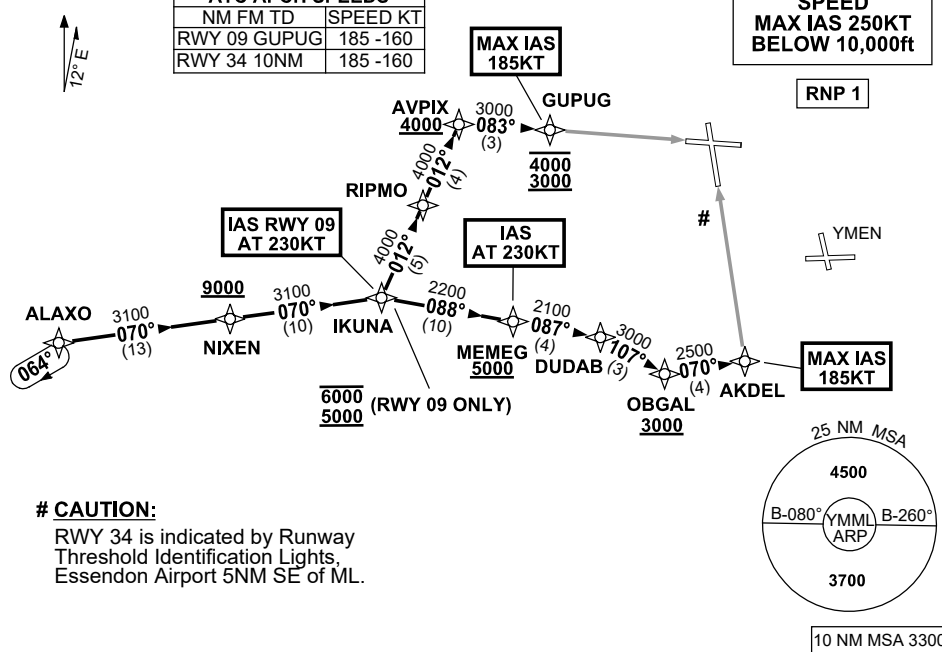 ATC APCH SPEEDS
NM FM TD SPEED KT
RWY 09 GUPUG 185 -160
RWY 34 10NM 185 -160
SPEED
MAX IAS 250KT
BELOW 10,000ft
RNP 1
12° E
MAX IAS
185KT
AVPIX
4000
3000
083°
(3)
GUPUG
4000
3000
4000
012°
(4)
RIPMO
4000
012°
(5)
#
YMEN
IAS RWY 09
AT 230KT
IAS
AT 230KT
ALAXO
064°
3100
070°
(13)
9000
NIXEN
3100
070°
(10)
IKUNA
2200
088°
(10)
MEMEG
5000
2100
087°
(4)
DUDAB
3000
107°
(3)
OBGAL
3000
2500
070°
(4)
AKDEL
MAX IAS
185KT
6000
5000
(RWY 09 ONLY)
# CAUTION:
RWY 34 is indicated by Runway
Threshold Identification Lights,
Essendon Airport 5NM SE of ML.
25 NM MSA
4500
B-080° YMML B-260°
ARP
3700
10 NM MSA 3300